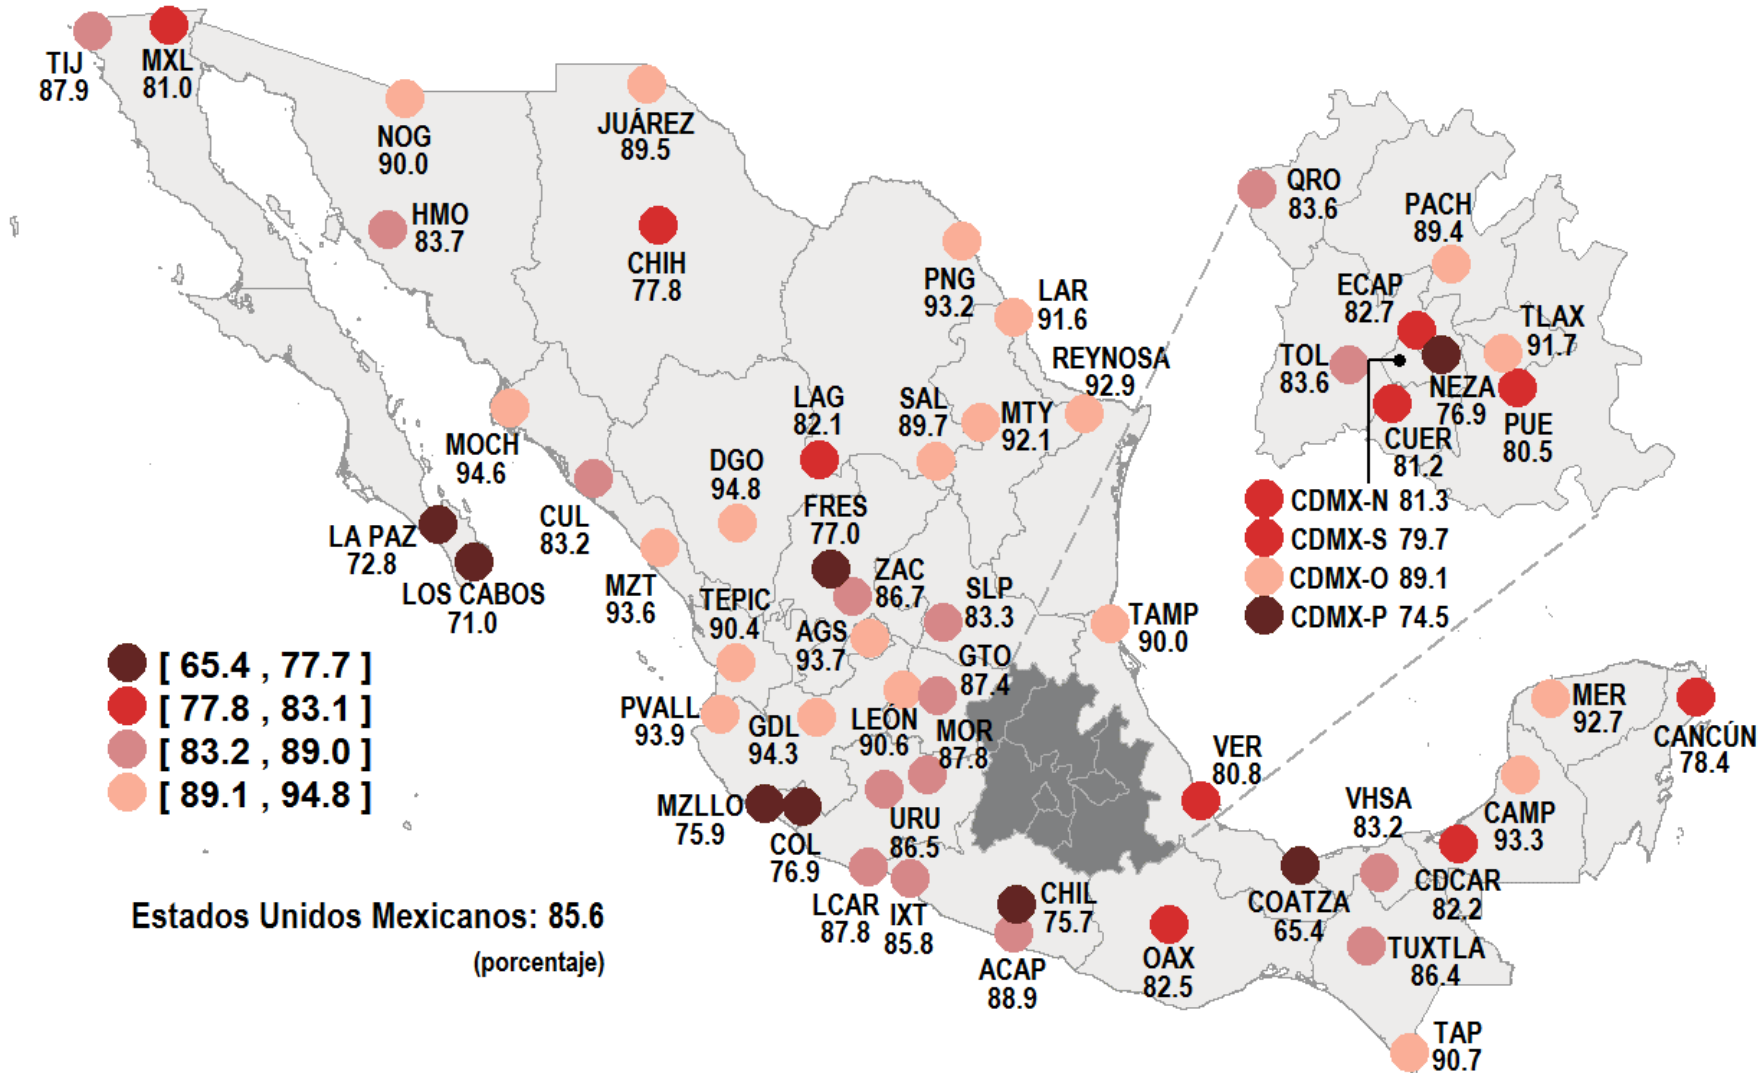 TIJ
87.9
MXL
81.0
NOG
90.0
JUÁREZ
89.5
HMO
83.7
CHIH
77.8
PNG
93.2
LAR
91.6
REYNOSA
92.9
LAG
82.1
SAL
89.7
MTY
92.1
MOCH
94.6
DGO
94.8
CUL
83.2
FRES
77.0
LA PAZ
72.8
LOS CABOS
71.0
MZT
93.6
ZAC
86.7
SLP
83.3
TEPIC
90.4
AGS
93.7
TAMP
90.0
GTO
87.4
PVALL
93.9
GDL
94.3
LEÓN
90.6
MOR
87.8
MZLLO
75.9
COL
76.9
URU
86.5
LCAR
87.8
IXT
85.8
CHIL
75.7
ACAP
88.9
OAX
82.5
VER
80.8
COATZA
65.4
VHSA
83.2
CDCAR
82.2
TUXTLA
86.4
TAP
90.7
CAMP
93.3
MER
92.7
CANCÚN
78.4
QRO
83.6
PACH
89.4
ECAP
82.7
TLAX
91.7
TOL
83.6
NEZA
76.9
PUE
80.5
CUER
81.2
CDMX-N 81.3
CDMX-S 79.7
CDMX-O 89.1
CDMX-P 74.5
[ 65.4 , 77.7 ]
[ 77.8 , 83.1 ]
[ 83.2 , 89.0 ]
[ 89.1 , 94.8 ]
Estados Unidos Mexicanos: 85.6
(porcentaje)